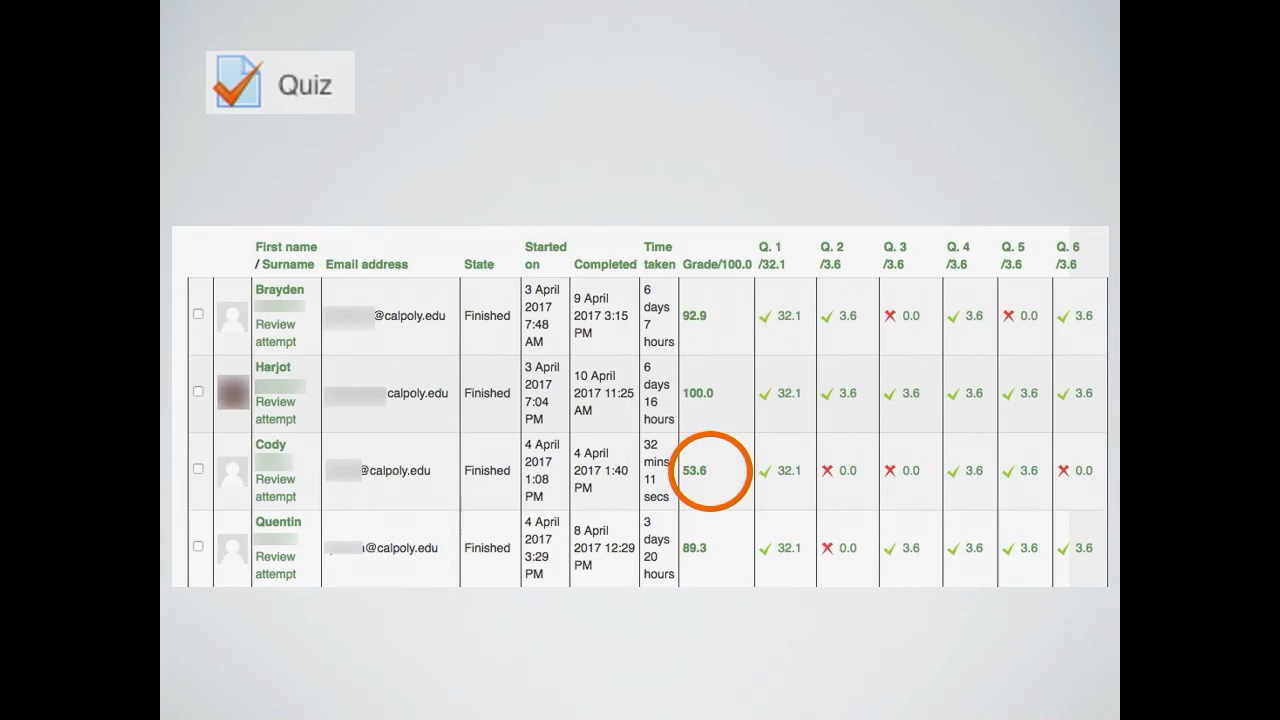 Quiz
First name
/ Surname Email address State Started on Completed Time taken Grade/100.0 Q. 1 /32.1 Q. 2 /3.6 Q. 3 /3.6 Q. 4 /3.6 Q. 5 /3.6 Q. 6 /3.6
Brayden
Review
attempt
@calpoly.edu
Finished
3 April
2017
7:48
AM
9 April
2017 3:15
PM
6
days
7
hours
92.9
32.1 3.6 0.0 3.6 0.0 3.6
Harjot
Review
attempt
calpoly.edu
Finished
3 April
2017
7:04
PM
10 April
2017 11:25
AM
6
days
16
hours
100.0
32.1 3.6 3.6 3.6 3.6 3.6
Cody
Review
attempt
@calpoly.edu
Finished
4 April
2017
1:08
PM
4 April
2017 1:40
PM
32
mins
11
secs
53.6
32.1 0.0 0.0 3.6 3.6 0.0
Quentin
Review
attempt
@calpoly.edu
Finished
4 April
2017
3:29
PM
8 April
2017 12:29
PM
3
days
20
hours
89.3
32.1 0.0 3.6 3.6 3.6 3.6